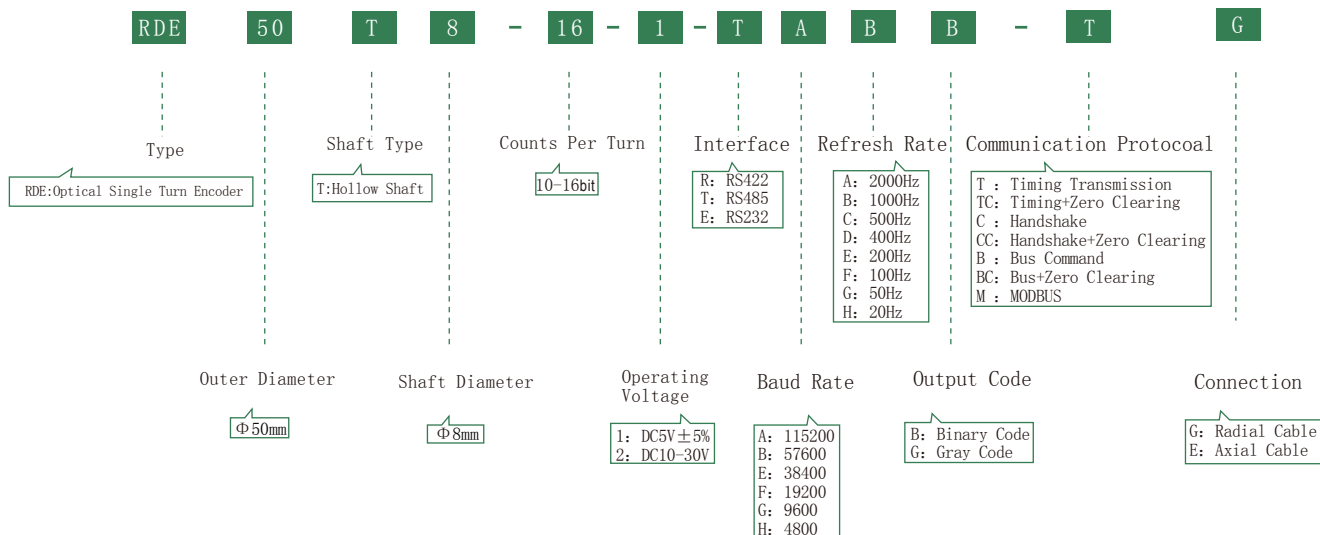 RDE 50 T 8 - 16 - 1 - T A B B - T G
Type
RDE:Optical Single Turn Encoder
Shaft Type
T:Hollow Shaft
Counts Per Turn
10-16bit
Interface
R: RS422
T: RS485
E: RS232
Refresh Rate
A: 2000Hz
B: 1000Hz
C: 500Hz
D: 400Hz
E: 200Hz
F: 100Hz
G: 50Hz
H: 20Hz
Communication Protocoal
T : Timing Transmission
TC: Timing+Zero Clearing
C : Handshake
CC: Handshake+Zero Clearing
B : Bus Command
BC: Bus+Zero Clearing
M : MODBUS
Outer Diameter
Φ50mm
Shaft Diameter
Φ8mm
Operating
Voltage
1: DC5V±5%
2: DC10-30V
Baud Rate
A: 115200
B: 57600
E: 38400
F: 19200
G: 9600
H: 4800
Output Code
B: Binary Code
G: Gray Code
Connection
G: Radial Cable
E: Axial Cable